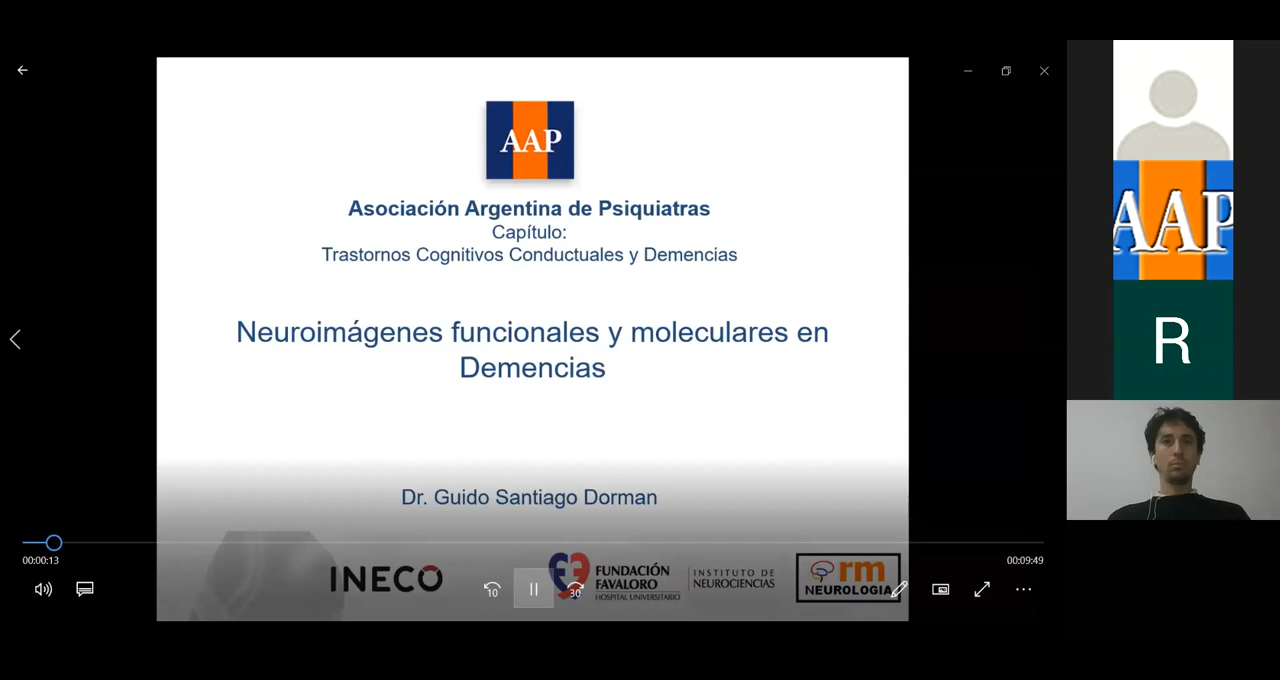 AAP
Asociación Argentina de Psiquiatras
Capítulo:
Trastornos Cognitivos Conductuales y Demencias
Neuroimágenes funcionales y moleculares en
Demencias
Dr. Guido Santiago Dorman
00:00:13
00:09:49
INECO
FUNDACIÓN
FAVALORO
HOSPITAL UNIVERSITARIO
INSTITUTO DE
NEUROCIENCIAS
rm
NEUROLOGIA
10
30
AAP
R